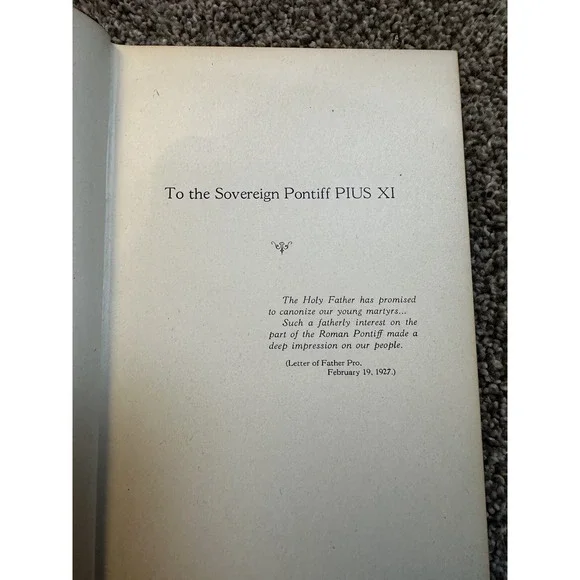 To the Sovereign Pontiff PIUS XI
The Holy Father has promised
to canonize our young martyrs...
Such a fatherly interest on the
part of the Roman Pontiff made a
deep impression on our people.
(Letter of Father Pro,
February 19, 1927.)